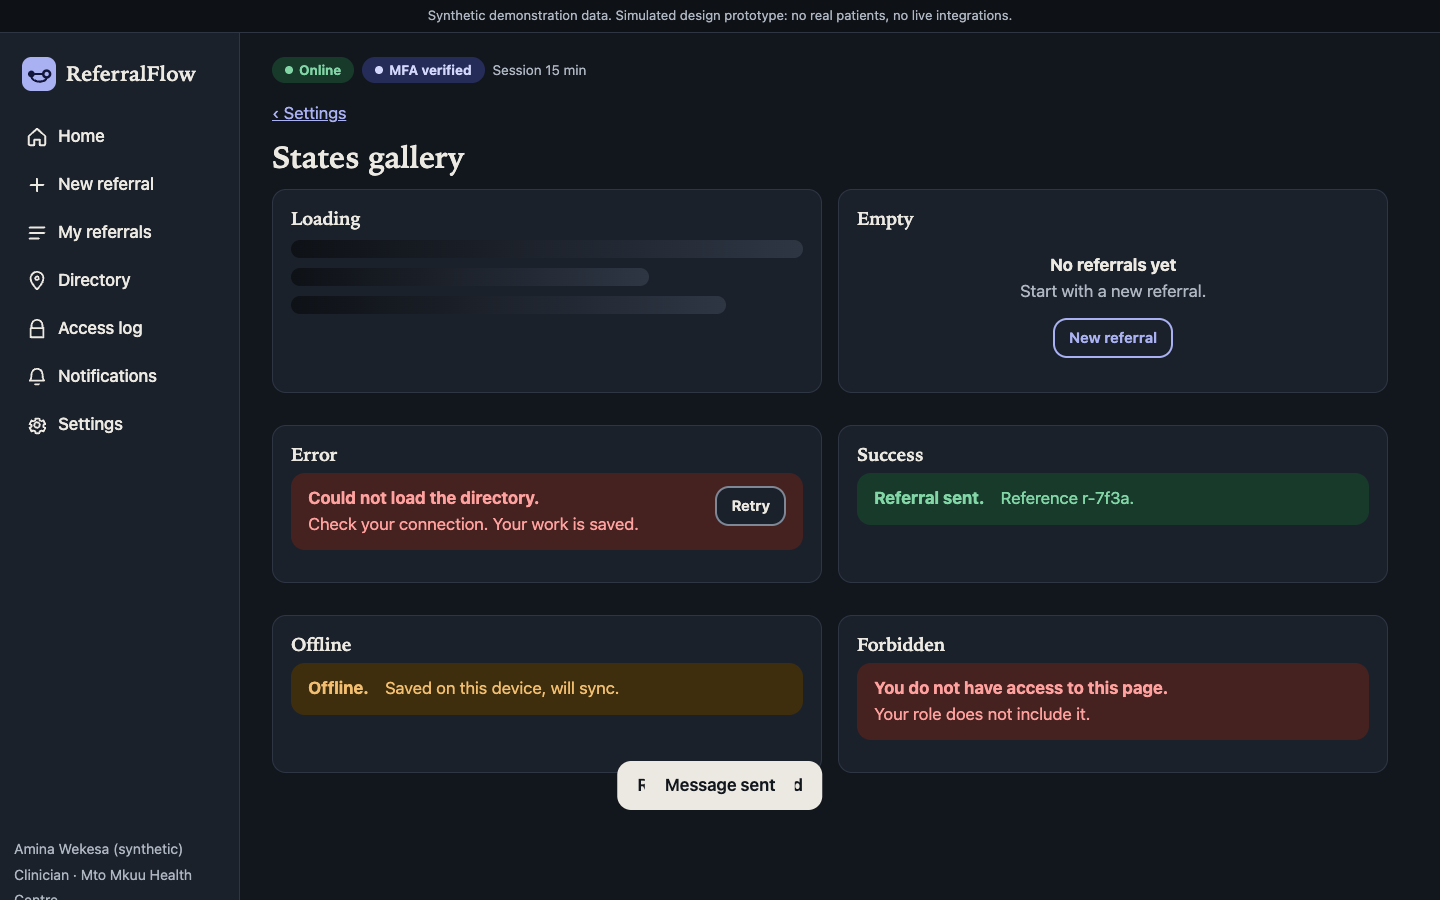 Synthetic demonstration data. Simulated design prototype: no real patients, no live integrations.
ReferralFlow
Home
New referral
My referrals
Directory
Access log
Notifications
Settings
Amina Wekesa (synthetic)
Clinician · Mto Mkuu Health
Online
MFA verified
Session 15 min
‹ Settings
States gallery
Loading
Empty
No referrals yet
Start with a new referral.
New referral
Error
Could not load the directory.
Check your connection. Your work is saved.
Retry
Success
Referral sent. Reference r-7f3a.
Offline
Offline. Saved on this device, will sync.
Forbidden
You do not have access to this page.
Your role does not include it.
Message sent